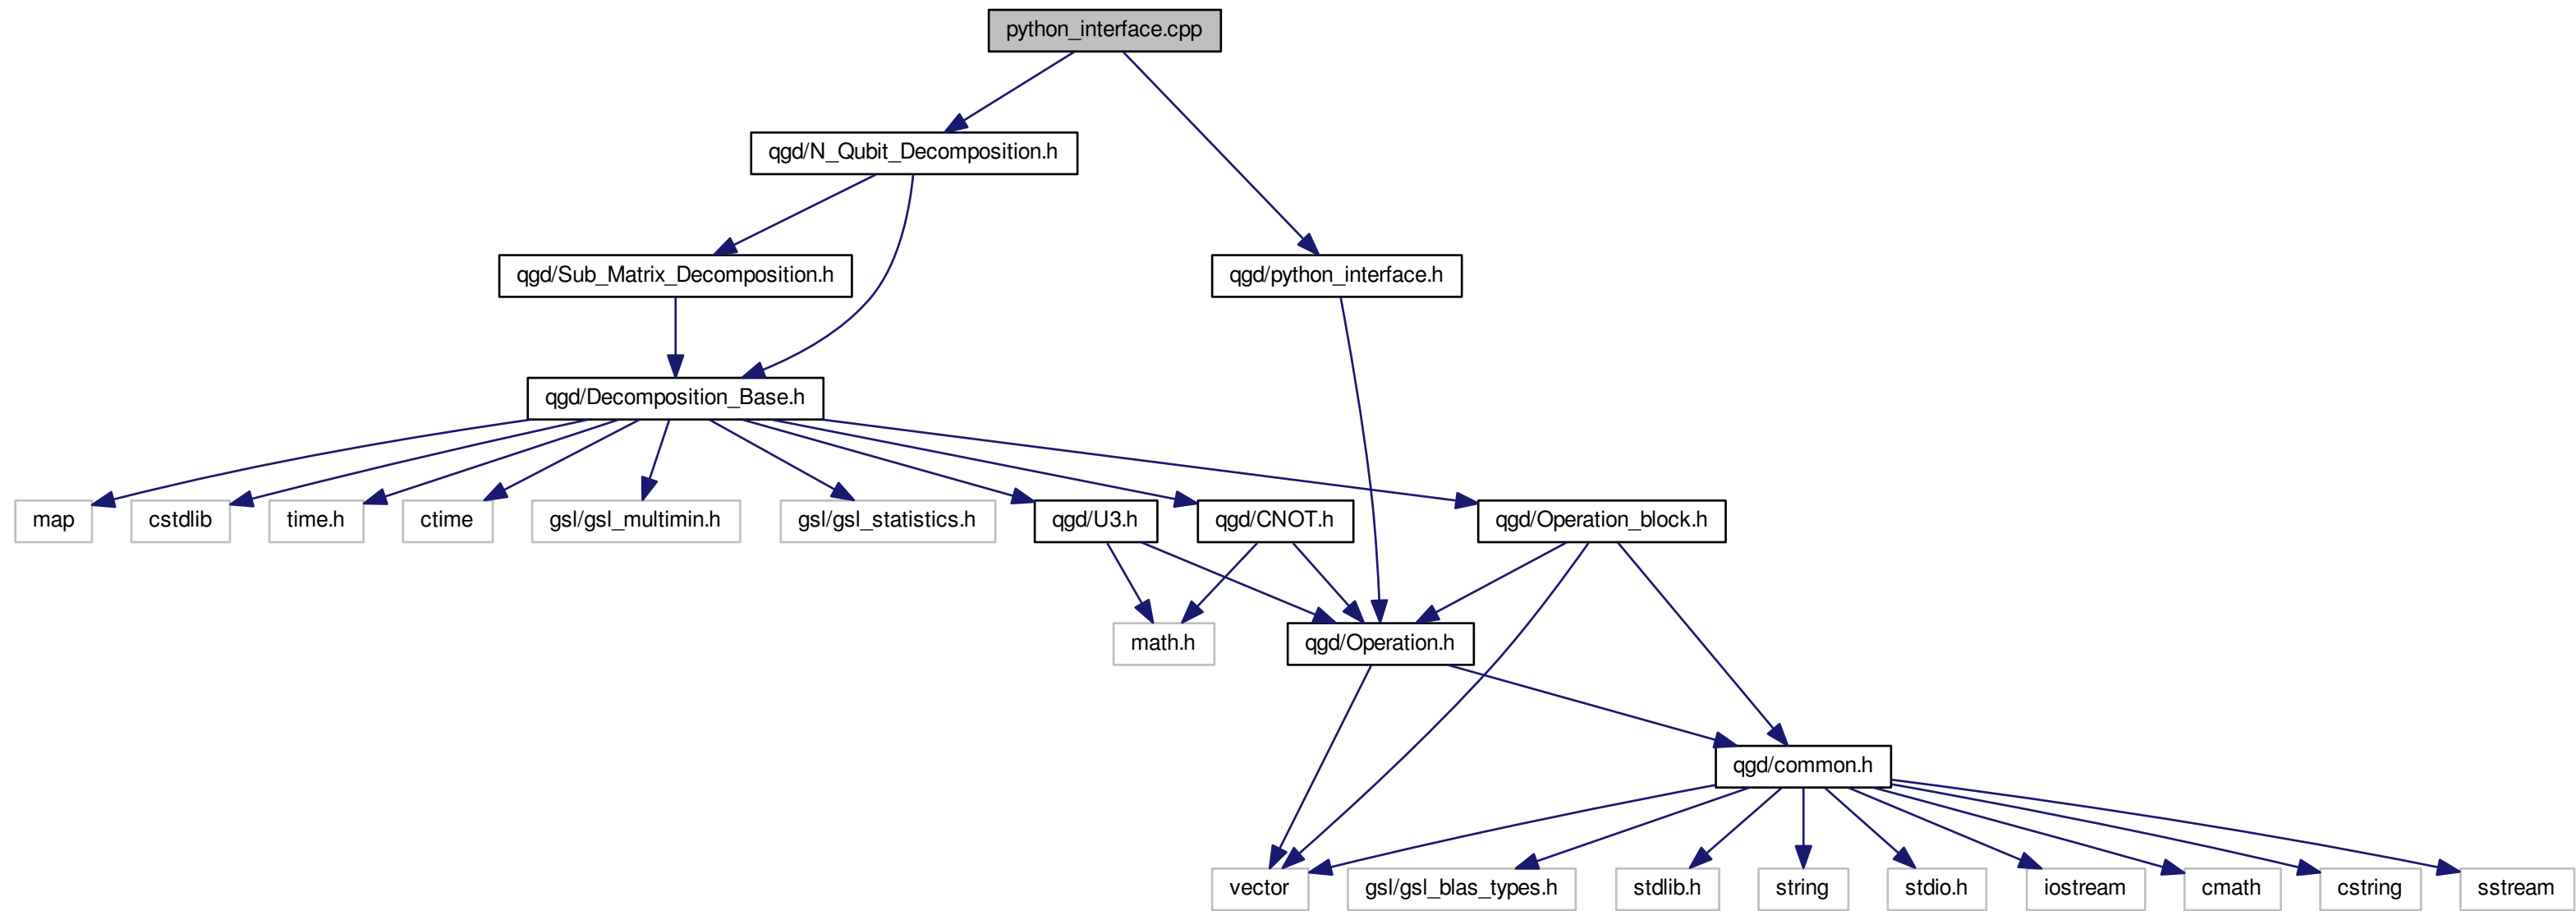 python_interface.cpp
qgd/N_Qubit_Decomposition.h
qgd/Sub_Matrix_Decomposition.h
qgd/python_interface.h
qgd/Decomposition_Base.h
map
cstdlib
time.h
ctime
gsl/gsl_multimin.h
gsl/gsl_statistics.h
qgd/U3.h
qgd/CNOT.h
qgd/Operation_block.h
math.h
qgd/Operation.h
qgd/common.h
vector
gsl/gsl_blas_types.h
stdlib.h
string
stdio.h
iostream
cmath
cstring
sstream